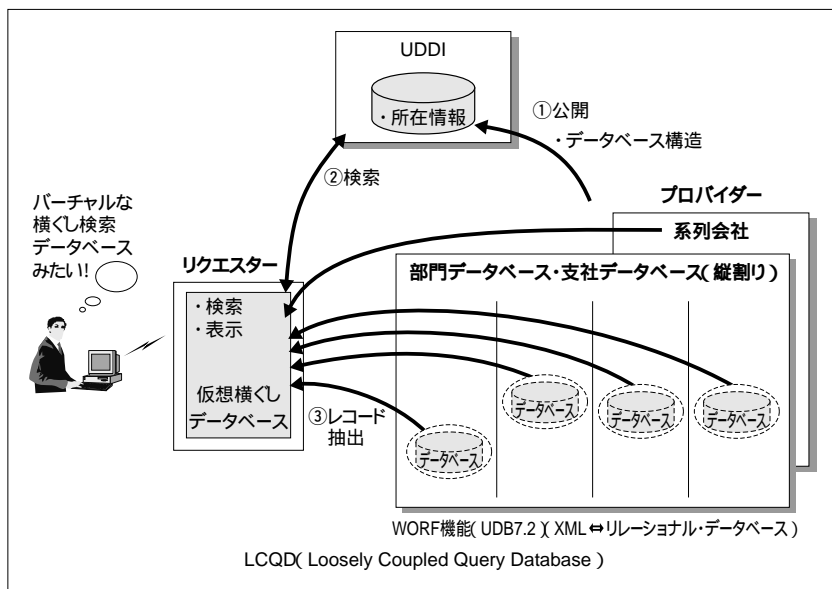 UDDI
・所在情報
①公開
・データベース構造
②検索
プロバイダー
系列会社
バーチャルな
横ぐし検索
データベース
みたい!
リクエスター
部門データベース・支社データベース(縦割り)
・検索
・表示
仮想横ぐし
データベース
③レコード
抽出
データベース
データベース
データベース
データベース
WORF機能(UDB7.2)(XML⇔リレーショナル・データベース)
LCQD(Loosely Coupled Query Database)